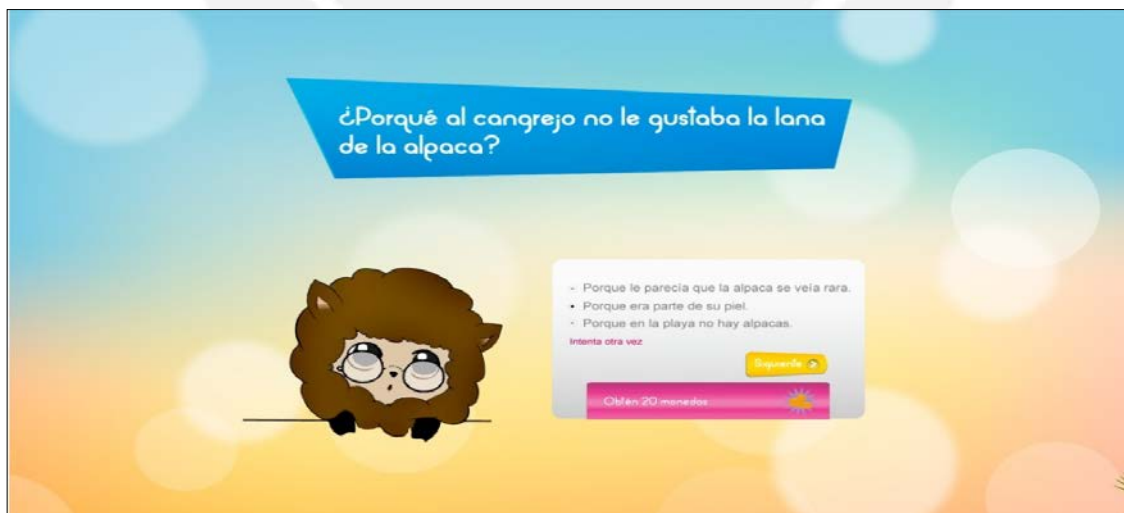 ¿Porqué al cangrejo no le gustaba la lana
de la alpaca?
- Porque le parecía que la alpaca se veía rara.
• Porque era parte de su piel.
- Porque en la playa no hay alpacas.
Intenta otra vez
Siguiente
Obtén 20 monedas